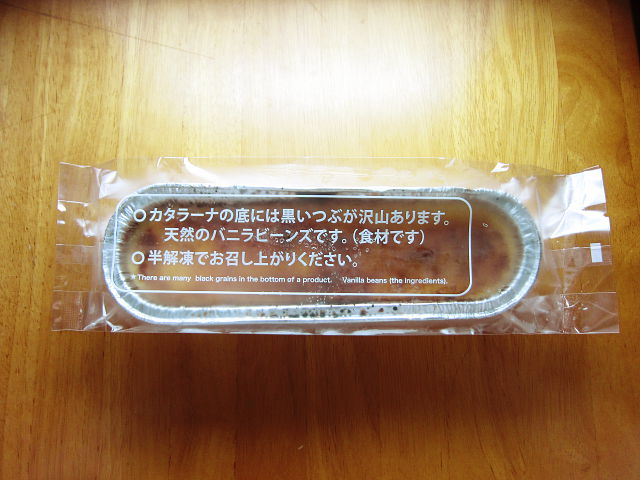 ○カタラーナの底には黒いつぶが沢山あります。
天然のバニラビーンズです。(食材です)
○半解凍でお召し上がりください。
*There are many black grains in the bottom of a product. Vanilla beans (the ingredients).